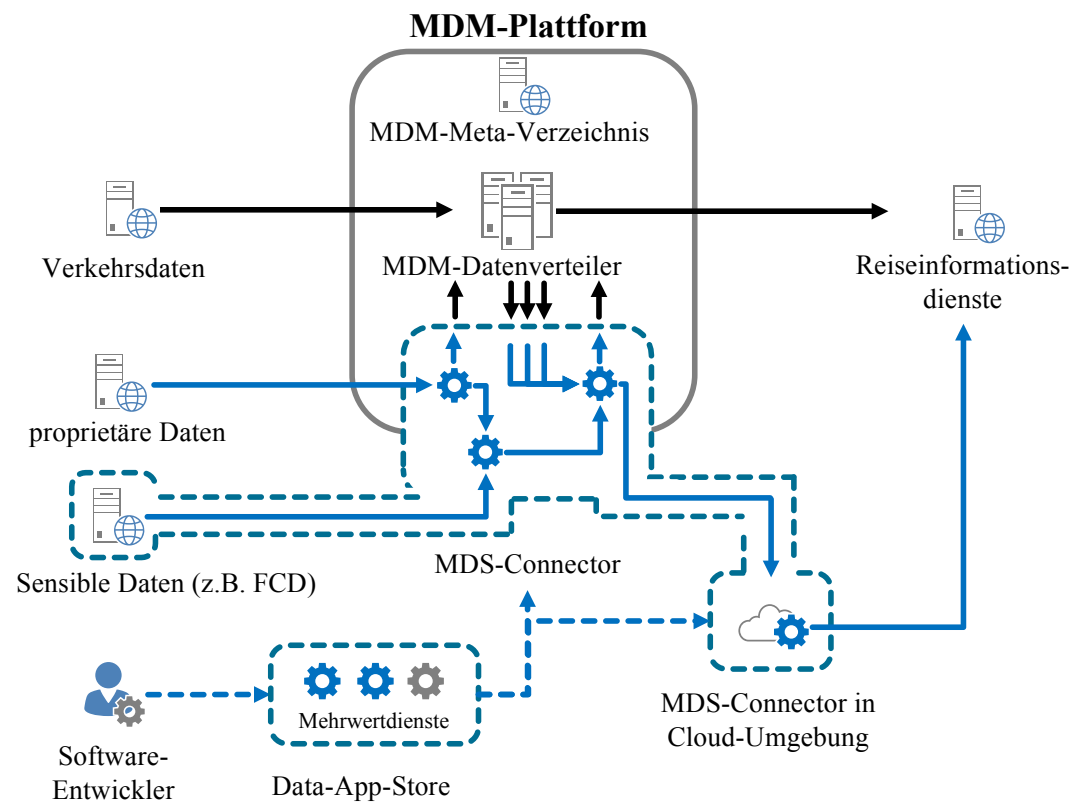 MDM-Plattform
MDM-Meta-Verzeichnis
Verkehrsdaten
MDM-Datenverteiler
Reiseinformations-
dienste
proprietäre Daten
Sensible Daten (z.B. FCD)
MDS-Connector
Mehrwertdienste
MDS-Connector in
Cloud-Umgebung
Software-
Entwickler
Data-App-Store